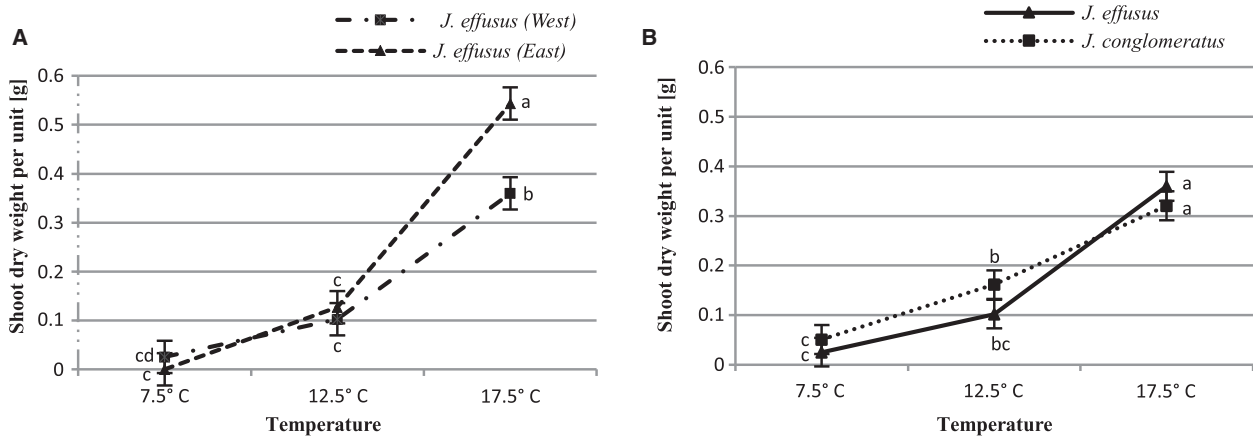 A
J. effusus (West)
J. effusus (East)
Shoot dry weight per unit [g]
0.6
0.5
0.4
0.3
0.2
0.1
0
a
b
c
c
cd
c
7.5° C
12.5° C
17.5° C
Temperature
B
J. effusus
J. conglomeratus
Shoot dry weight per unit [g]
0.6
0.5
0.4
0.3
0.2
0.1
0
a
a
b
bc
c
c
7.5° C
12.5° C
17.5° C
Temperature